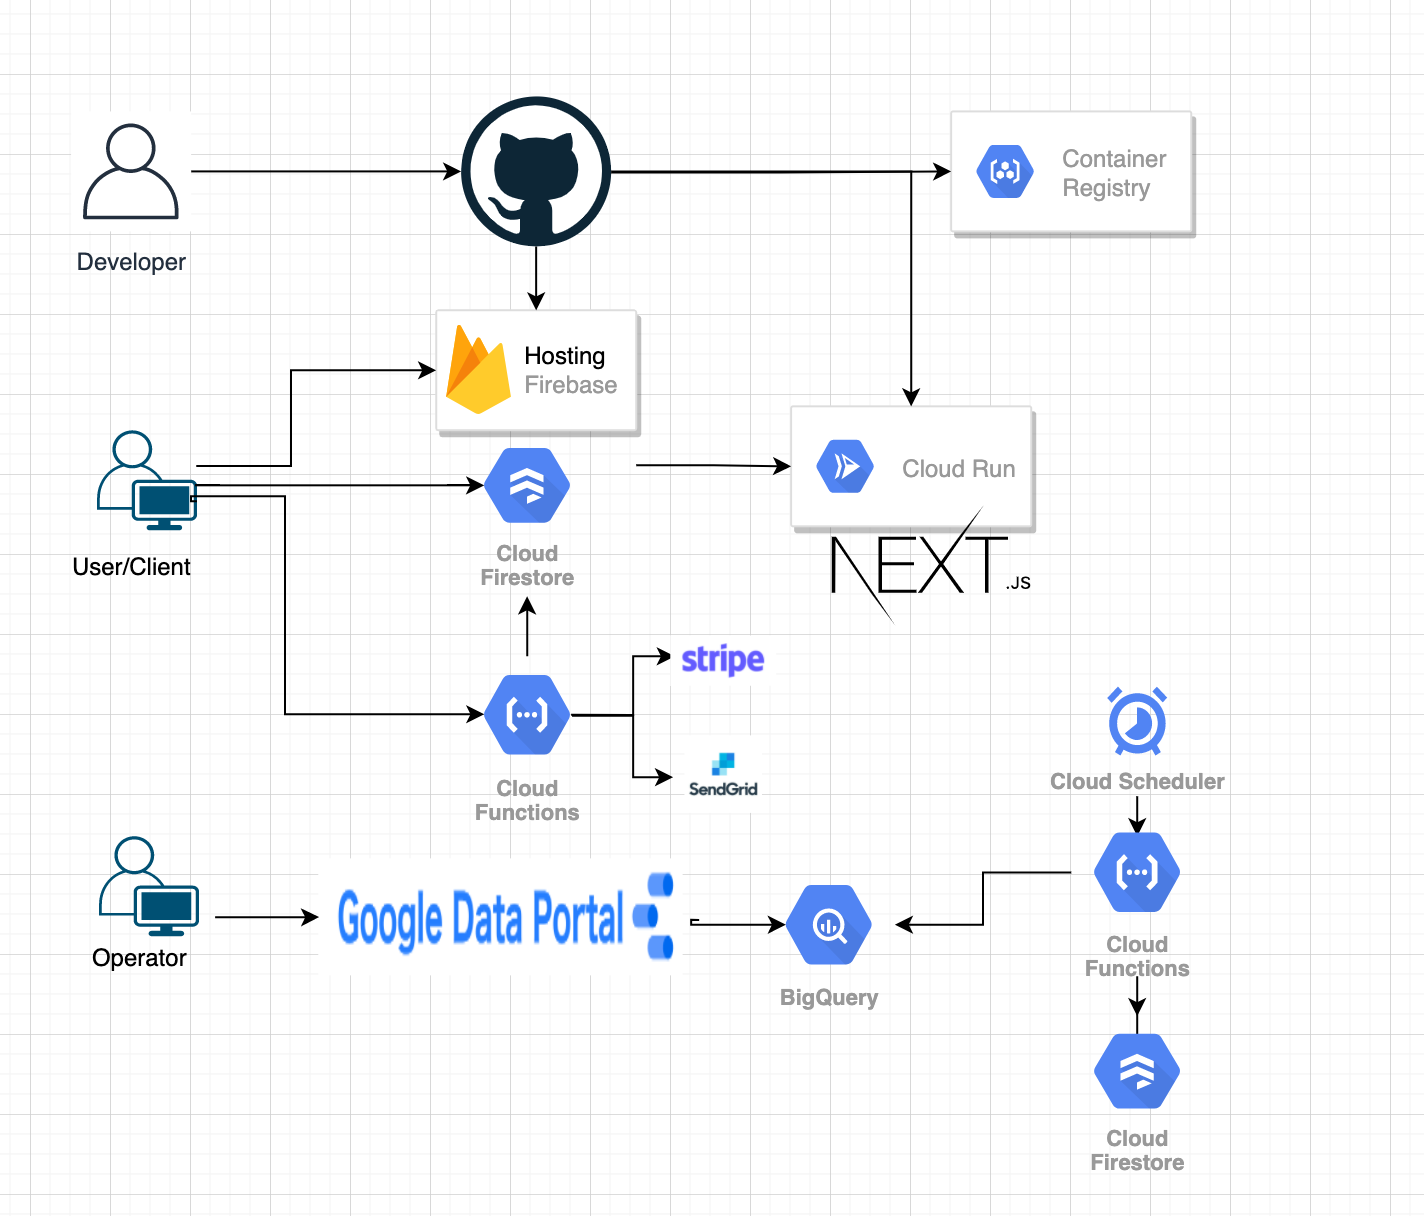 Container
Registry
Developer
Hosting
Firebase
Cloud Run
Cloud
Firestore
User/Client
NEXT.JS
stripe
SendGrid
Cloud
Functions
Cloud Scheduler
Google Data Portal
Operator
BigQuery
Cloud
Functions
Cloud
Firestore